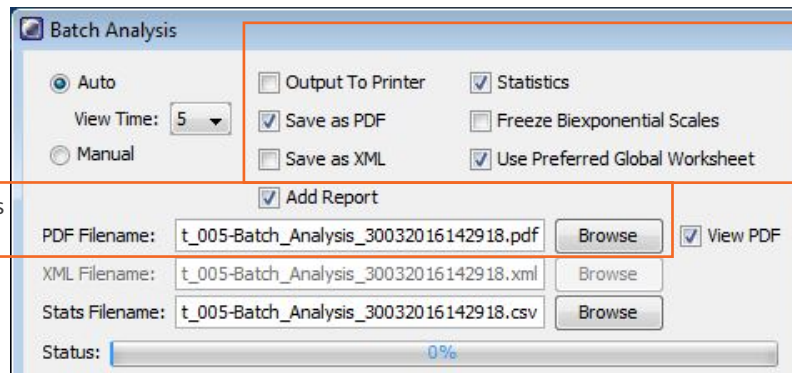 Batch Analysis
Auto Output To Printer Statistics
View Time: 5 Save as PDF Freeze Biexponential Scales
Manual Save as XML Use Preferred Global Worksheet
Add Report
s
PDF Filename: t_005-Batch_Analysis_30032016142918.pdf Browse View PDF
XML Filename: t_005-Batch_Analysis_30032016142918.xml Browse
Stats Filename: t_005-Batch_Analysis_30032016142918.csv Browse
Status: 0%